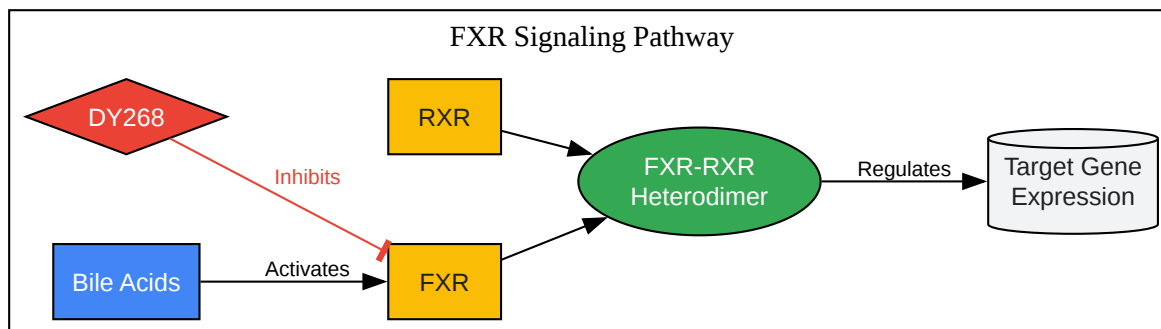 FXR Signaling Pathway
DY268
RXR
Inhibits
FXR-RXR
Heterodimer
Regulates
Target Gene
Expression
Bile Acids
Activates
FXR